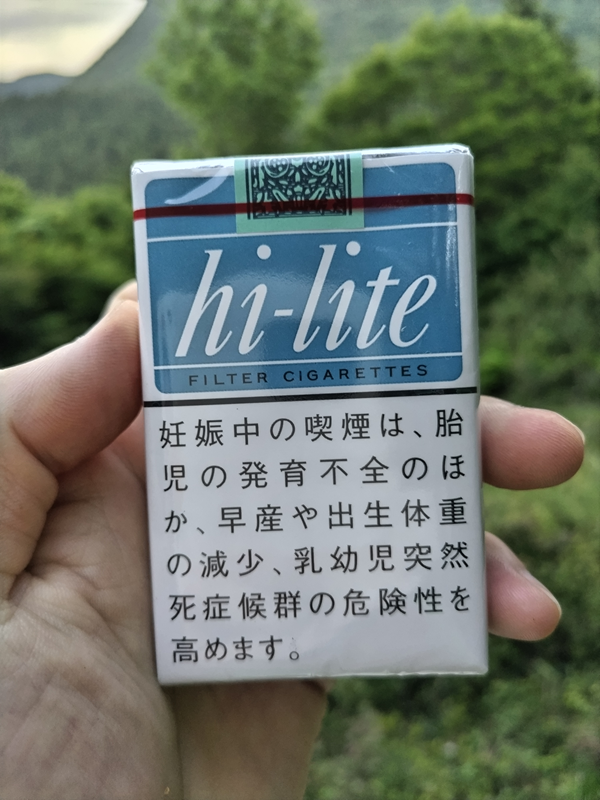 hi-lite
FILTER CIGARETTES
妊娠中の喫煙は、胎
児の発育不全のほ
か、早産や出生体重
の減少、乳幼児突然
死症候群の危険性を
高めます。